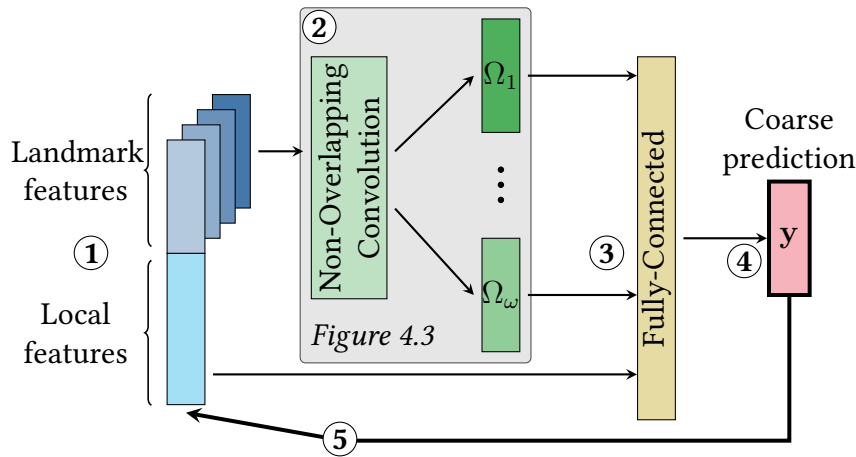 ②
Ω₁
Non-Overlapping
Convolution
Landmark
features
①
Local
features
⋮
Ω_ω
Figure 4.3
③
Fully-Connected
Coarse
prediction
④
y
⑤